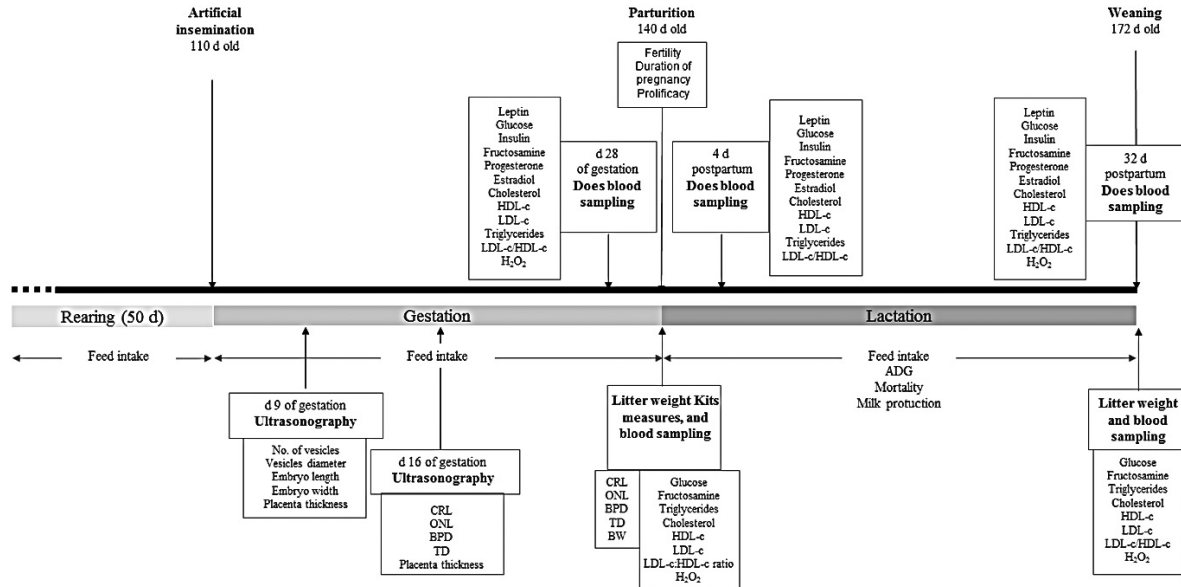 Artificial
insemination
110 d old
Parturition
140 d old
Weaning
172 d old
Fertility
Duration of
pregnancy
Prolificacy
Leptin
Glucose
Insulin
Fructosamine
Progesterone
Estradiol
Cholesterol
HDL-c
LDL-c
Triglycerides
LDL-c/HDL-c
H₂O₂
d 28
of gestation
Does blood
sampling
4 d
postpartum
Does blood
sampling
Leptin
Glucose
Insulin
Fructosamine
Progesterone
Estradiol
Cholesterol
HDL-c
LDL-c
Triglycerides
LDL-c/HDL-c
Leptin
Glucose
Insulin
Fructosamine
Progesterone
Estradiol
Cholesterol
HDL-c
LDL-c
Triglycerides
LDL-c/HDL-c
H₂O₂
32 d
postpartum
Does blood
sampling
Rearing (50 d)
Gestation
Lactation
Feed intake
Feed intake
Feed intake
ADG
Mortality
Milk protuction
d 9 of gestation
Ultrasonography
No. of vesicles
Vesicles diameter
Embryo length
Embryo width
Placenta thickness
d 16 of gestation
Ultrasonography
CRL
ONL
BPD
TD
Placenta thickness
Litter weight Kits
measures, and
blood sampling
CRL
ONL
BPD
TD
BW
Glucose
Fructosamine
Triglycerides
Cholesterol
HDL-c
LDL-c
LDL-c:HDL-c ratio
H₂O₂
Litter weight
and blood
sampling
Glucose
Fructosamine
Triglycerides
Cholesterol
HDL-c
LDL-c
LDL-c/HDL-c
H₂O₂